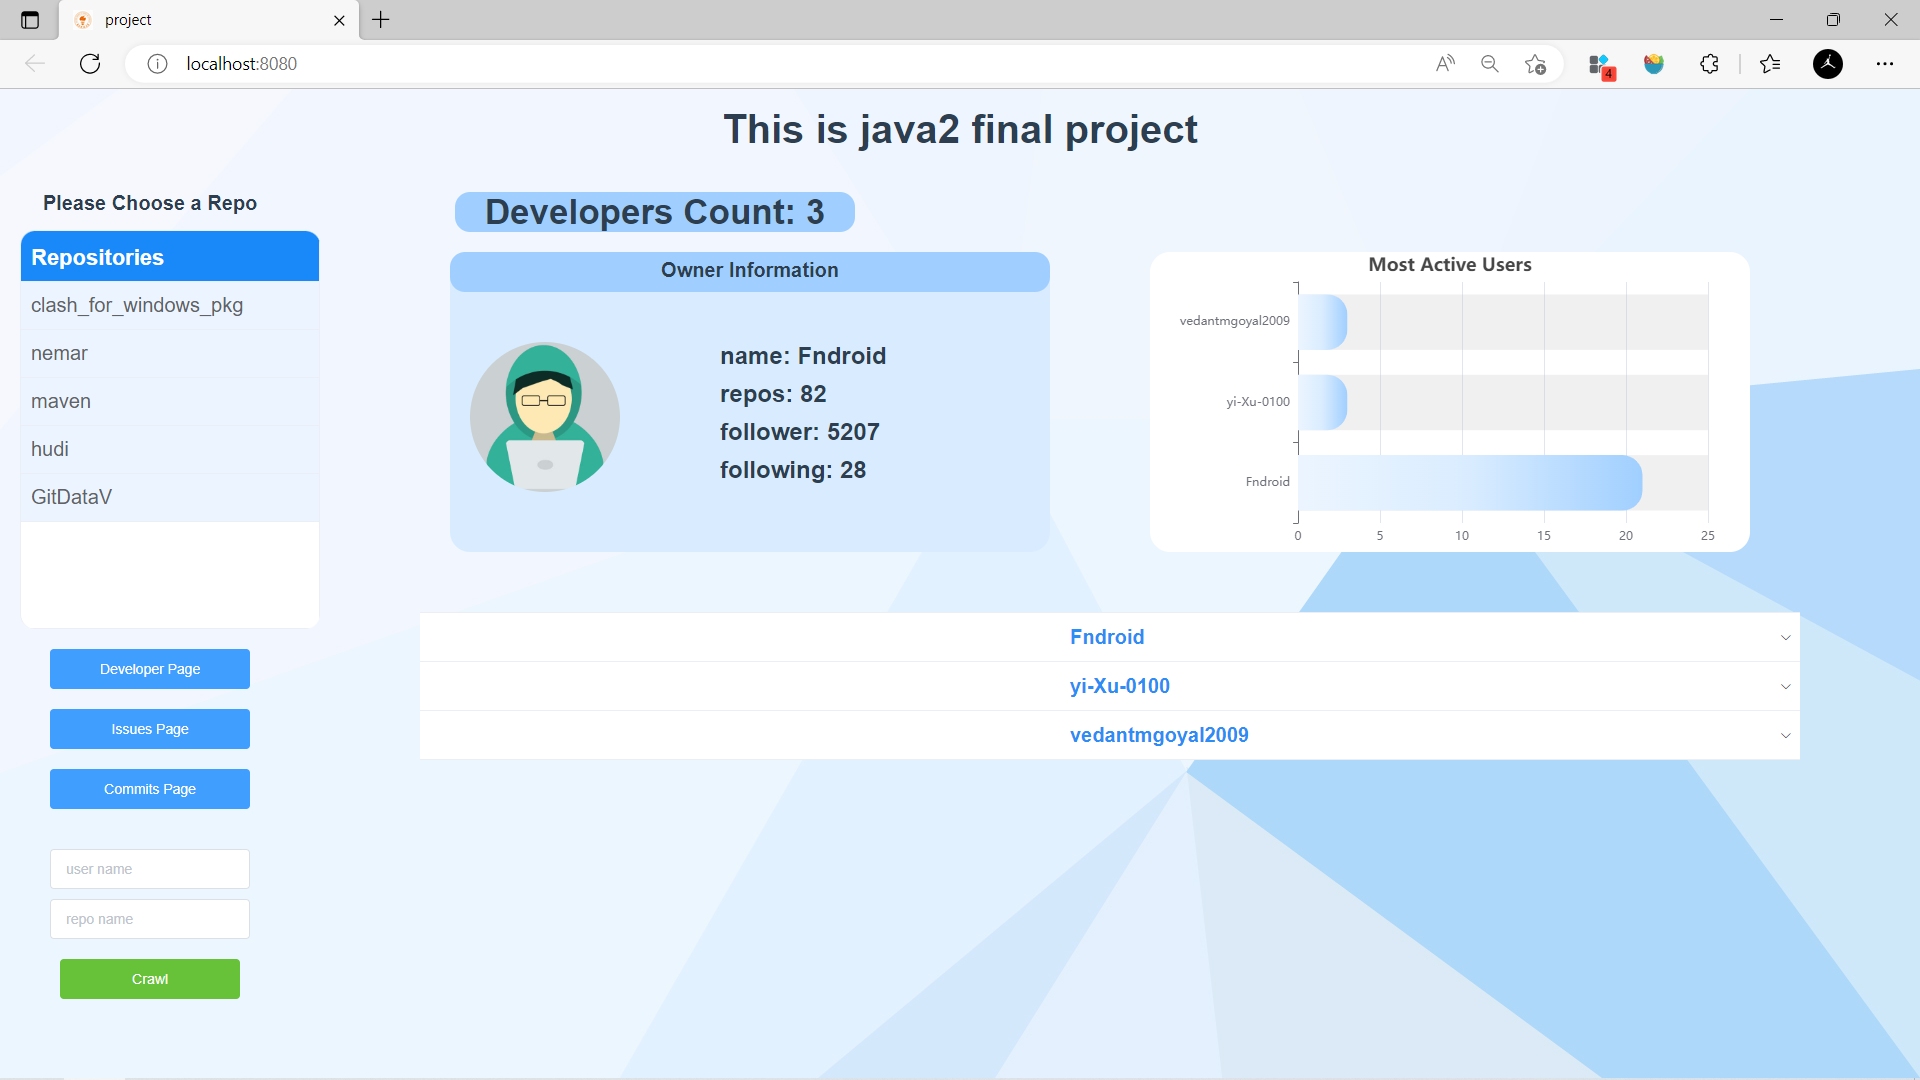 project
localhost:8080
4
This is java2 final project
Please Choose a Repo
Repositories
clash_for_windows_pkg
nemar
maven
hudi
GitDataV
Developer Page
Issues Page
Commits Page
user name
repo name
Crawl
Developers Count: 3
Owner Information
name: Fndroid
repos: 82
follower: 5207
following: 28
Most Active Users
vedantmgoyal2009
yi-Xu-0100
Fndroid
0 5 10 15 20 25
Fndroid
yi-Xu-0100
vedantmgoyal2009